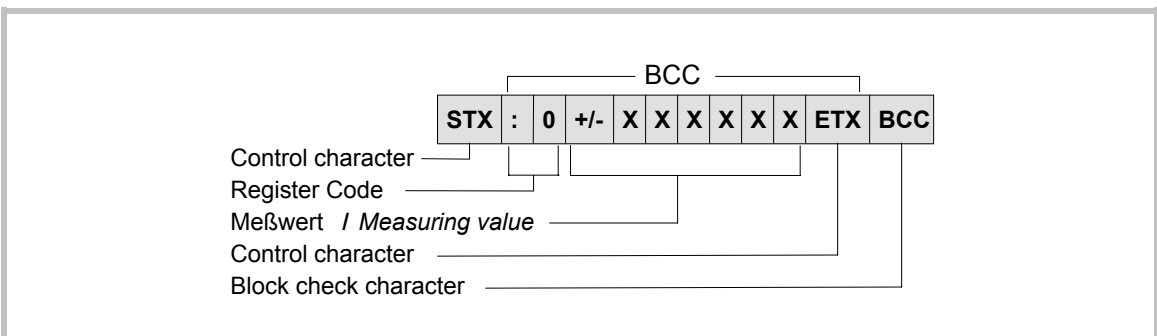 BCC
STX : 0 +/- X X X X X X ETX BCC
Control character
Register Code
Meßwert / Measuring value
Control character
Block check character